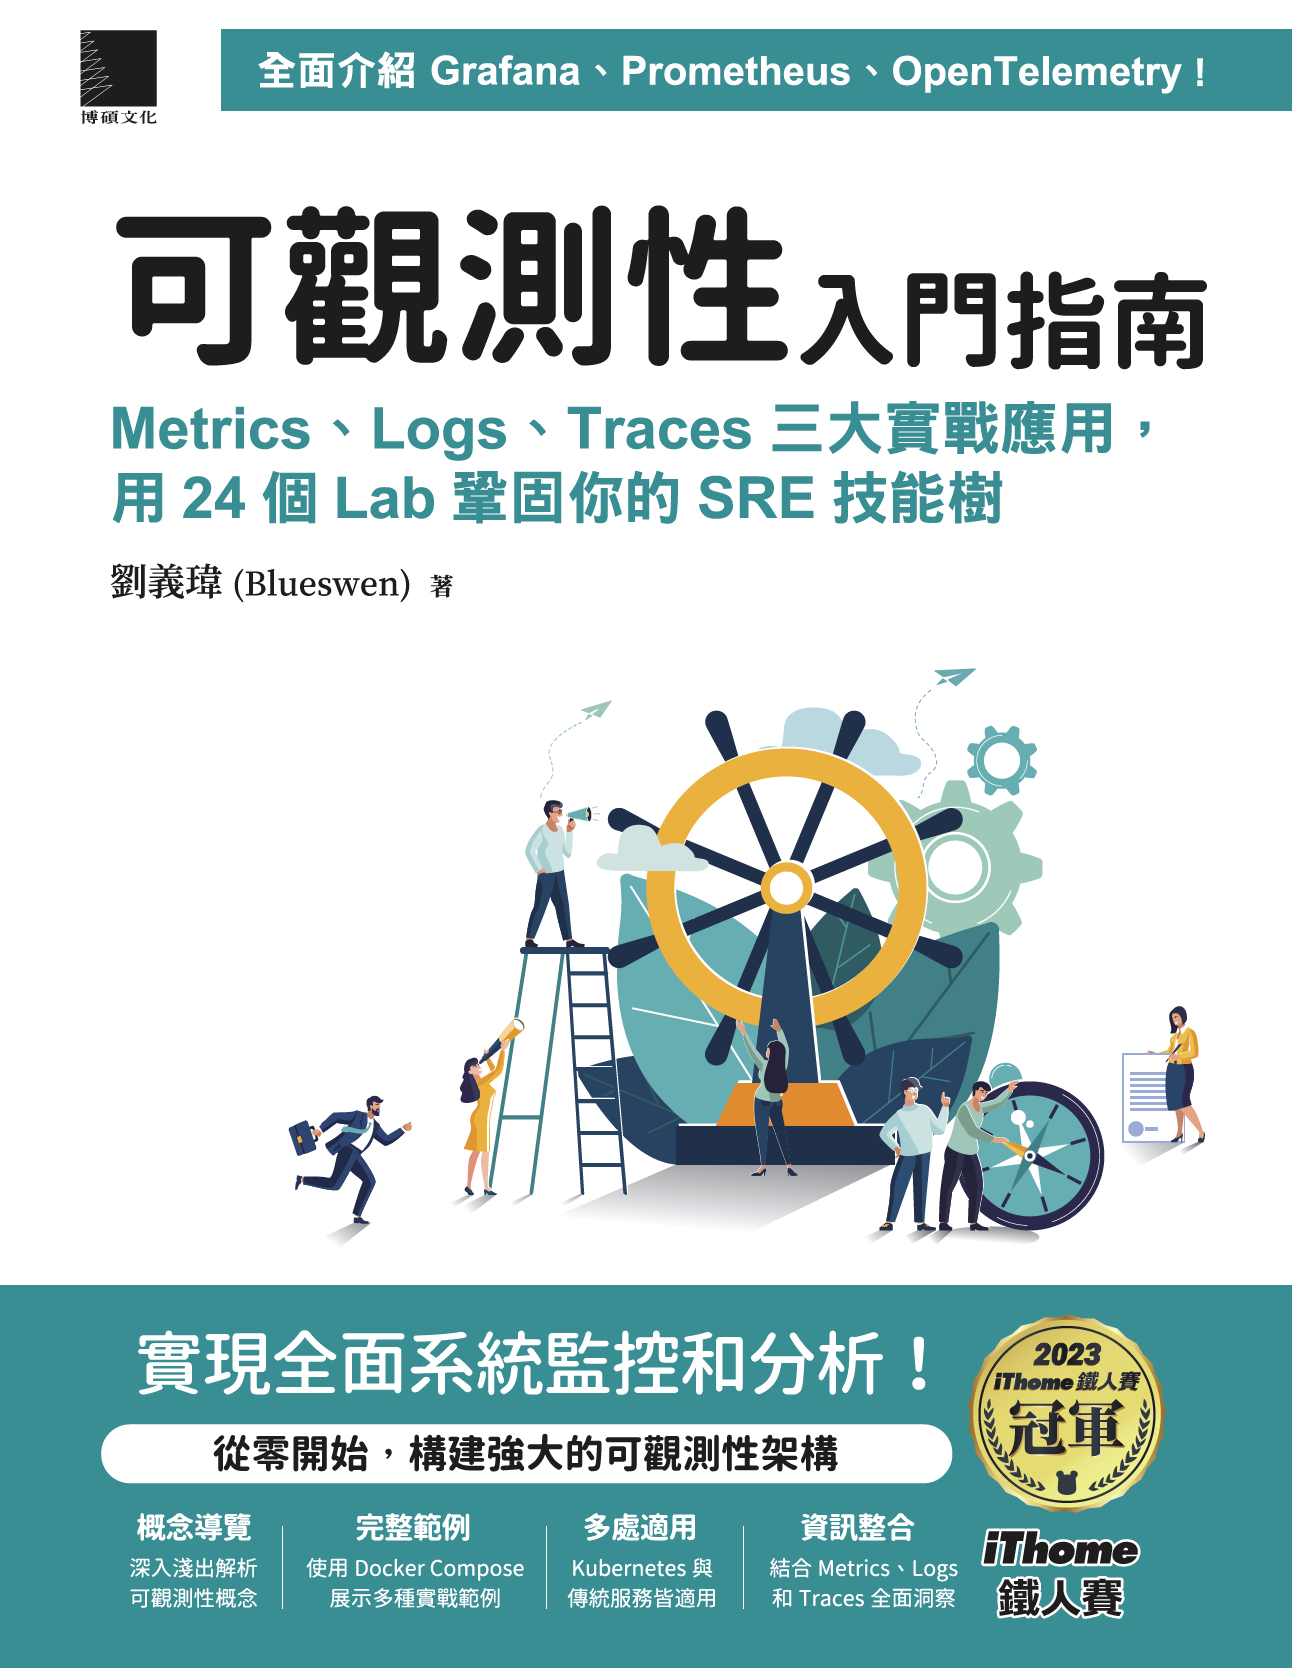 博碩文化
全面介紹 Grafana、Prometheus、OpenTelemetry！
可觀測性入門指南
Metrics、Logs、Traces 三大實戰應用，
用 24 個 Lab 鞏固你的 SRE 技能樹
劉義瑋 (Blueswen) 著
實現全面系統監控和分析！
從零開始，構建強大的可觀測性架構
概念導覽
深入淺出解析
可觀測性概念
完整範例
使用 Docker Compose
展示多種實戰範例
多處適用
Kubernetes 與
傳統服務皆適用
資訊整合
結合 Metrics、Logs
和 Traces 全面洞察
2023
iThome 鐵人賽
冠軍
iThome
鐵人賽